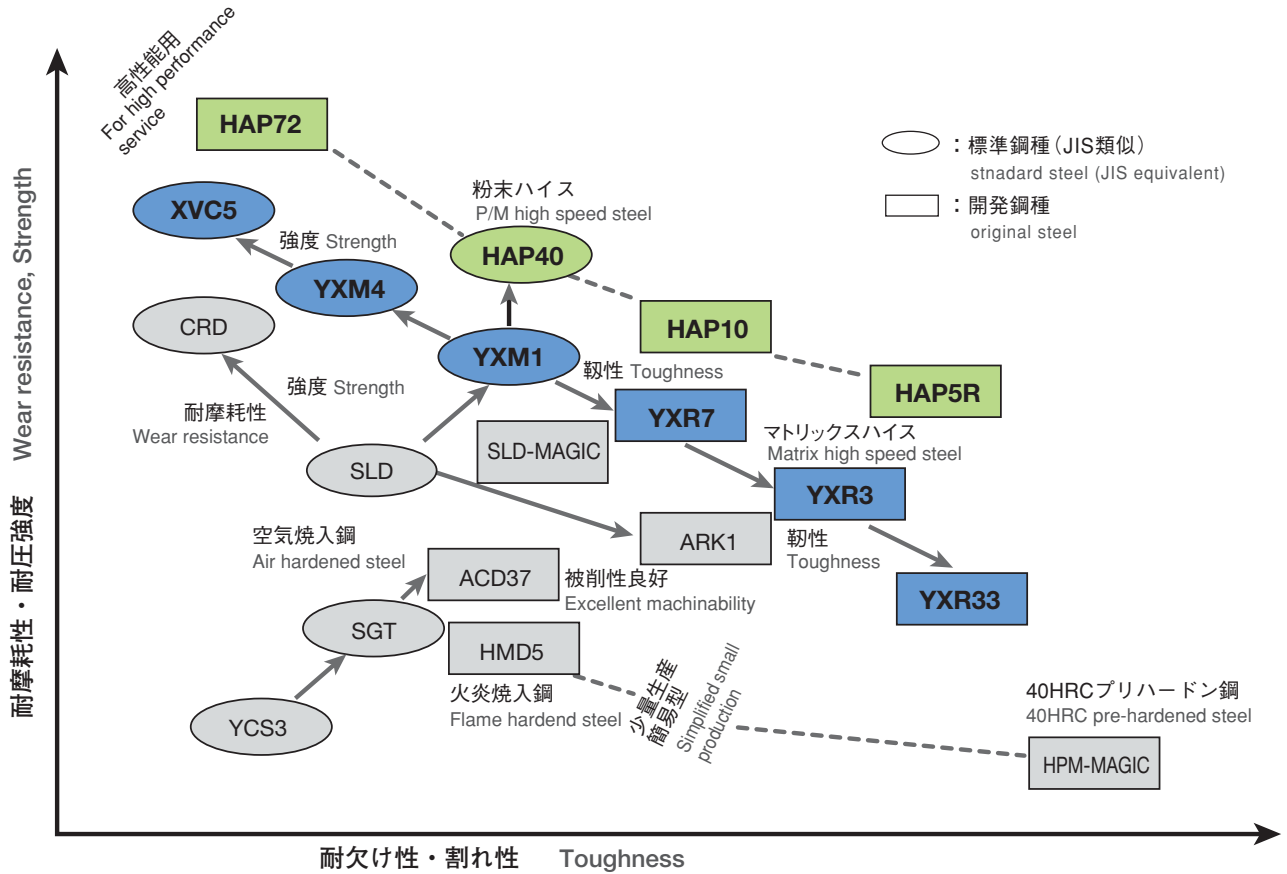 高性能用
For high performance
service
HAP72
：標準鋼種（JIS類似）
stnadard steel (JIS equivalent)
：開発鋼種
original steel
粉末ハイス
P/M high speed steel
XVC5
強度 Strength
HAP40
YXM4
CRD
HAP10
YXM1
靭性 Toughness
HAP5R
強度 Strength
耐摩耗性
Wear resistance
YXR7
SLD-MAGIC
マトリックスハイス
Matrix high speed steel
SLD
YXR3
空気焼入鋼
Air hardened steel
ARK1
靭性
Toughness
ACD37
被削性良好
Excellent machinability
YXR33
SGT
HMD5
火炎焼入鋼
Flame hardend steel
少量生産
簡易型
Simplified small
production
YCS3
40HRCプリハードン鋼
40HRC pre-hardened steel
HPM-MAGIC
耐摩耗性・耐圧強度 Wear resistance, Strength
耐欠け性・割れ性 Toughness